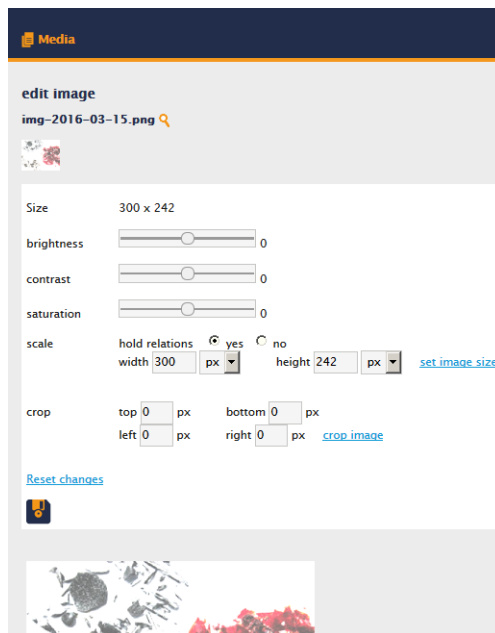 Media
edit image
img-2016-03-15.png
Size 300 x 242
brightness 0
contrast 0
saturation 0
scale hold relations yes no
width 300 px height 242 px set image size
crop top 0 px bottom 0 px
left 0 px right 0 px crop image
Reset changes